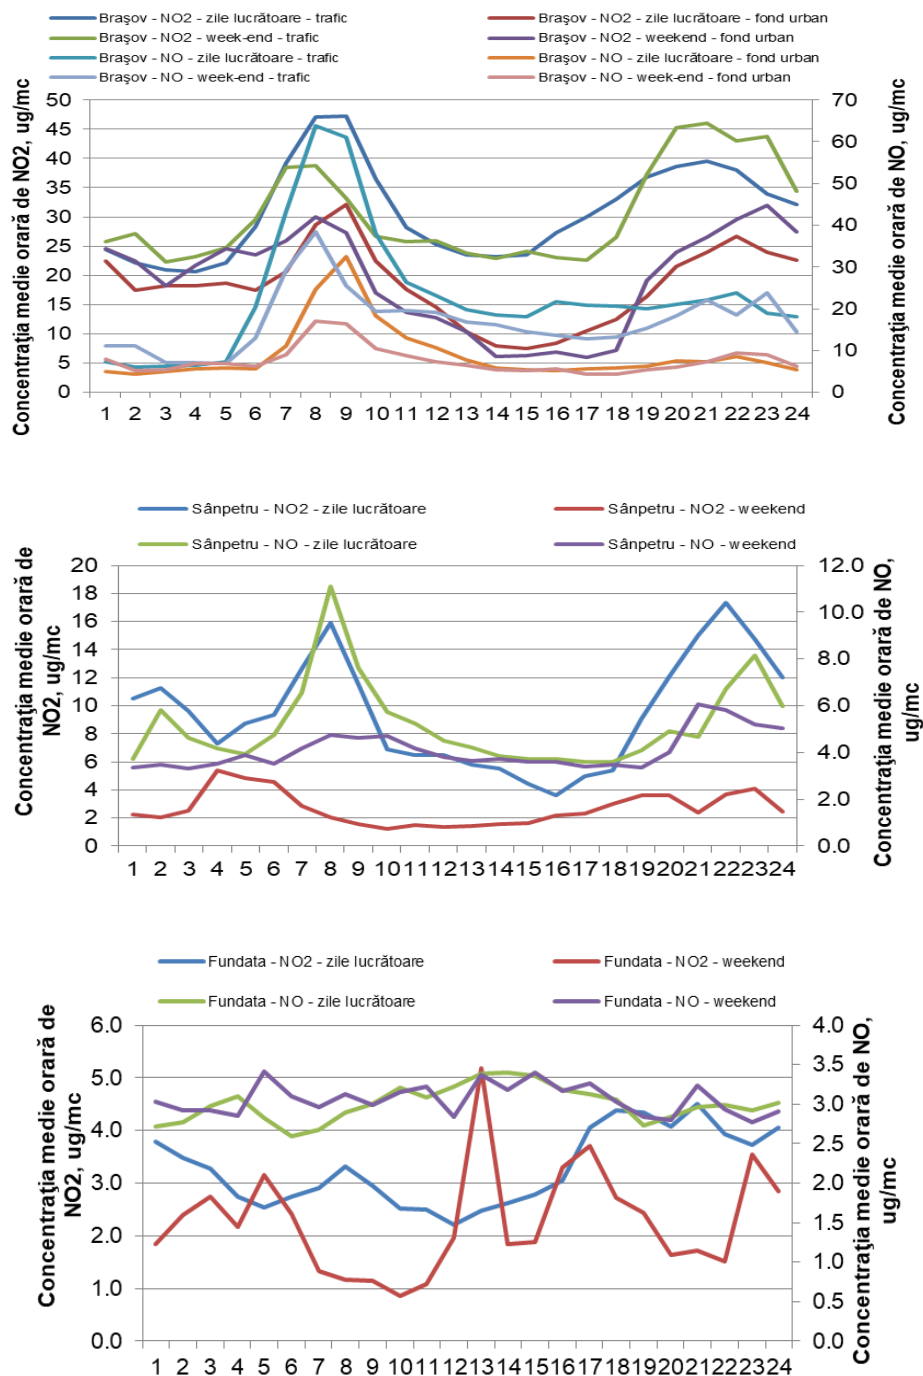 Braşov - NO2 - zile lucrătoare - trafic
Braşov - NO2 - zile lucrătoare - fond urban
Braşov - NO2 - week-end - trafic
Braşov - NO2 - weekend - fond urban
Braşov - NO - zile lucrătoare - trafic
Braşov - NO - zile lucrătoare - fond urban
Braşov - NO - week-end - trafic
Braşov - NO - week-end - fond urban
Concentraţia medie orară de NO2, ug/mc
50
45
40
35
30
25
20
15
10
5
0
70
60
50
40
30
20
10
0
Concentraţia medie orară de NO, ug/mc
1 2 3 4 5 6 7 8 9 10 11 12 13 14 15 16 17 18 19 20 21 22 23 24
Sânpetru - NO2 - zile lucrătoare
Sânpetru - NO2 - weekend
Sânpetru - NO - zile lucrătoare
Sânpetru - NO - weekend
Concentraţia medie orară de
NO2, ug/mc
20
18
16
14
12
10
8
6
4
2
0
12.0
10.0
8.0
6.0
4.0
2.0
0.0
Concentraţia medie orară de NO,
ug/mc
1 2 3 4 5 6 7 8 9 10 11 12 13 14 15 16 17 18 19 20 21 22 23 24
Fundata - NO2 - zile lucrătoare
Fundata - NO2 - weekend
Fundata - NO - zile lucrătoare
Fundata - NO - weekend
Concentraţia medie orară de
NO2, ug/mc
6.0
5.0
4.0
3.0
2.0
1.0
0.0
4.0
3.5
3.0
2.5
2.0
1.5
1.0
0.5
0.0
Concentraţia medie orară de NO,
ug/mc
1 2 3 4 5 6 7 8 9 10 11 12 13 14 15 16 17 18 19 20 21 22 23 24